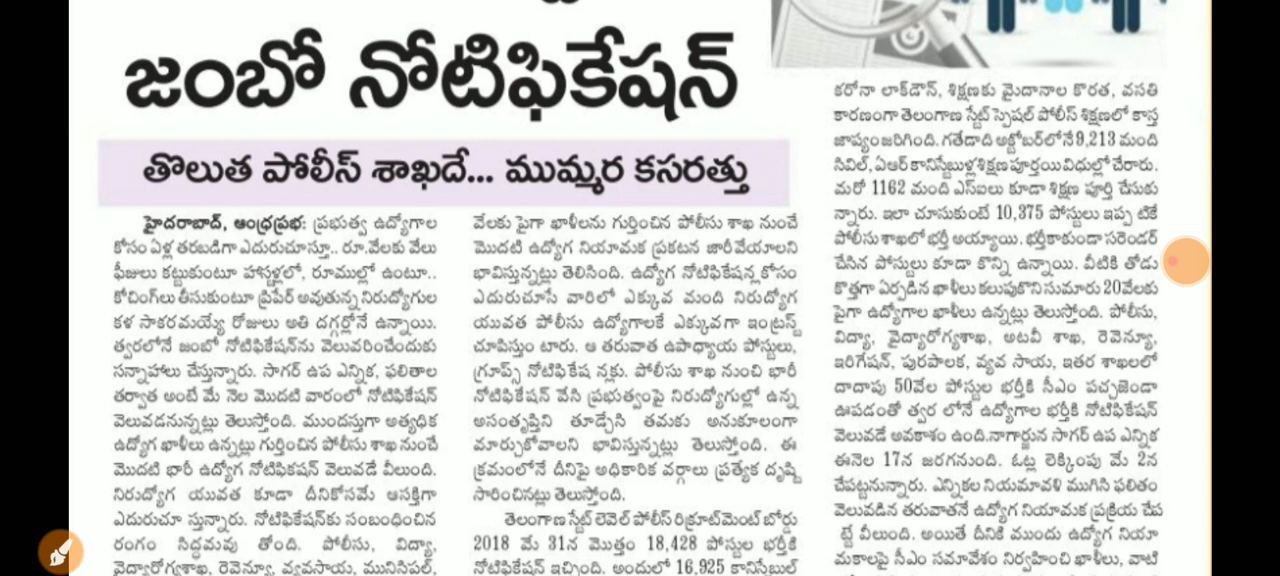 జంబో నోటిఫికేషన్
తొలుత పోలీస్ శాఖదే... ముమ్మర కసరత్తు
హైదరాబాద్, ఆంధ్రప్రభ: ప్రభుత్వ ఉద్యోగాల
కోసం ఏళ్ల తరబడిగా ఎదురుచూస్తూ.. రూ.వేలకు వేలు
ఫీజులు కట్టుకుంటూ హాస్టళ్లలో, రూముల్లో ఉంటూ..
కోచింగ్‌లు తీసుకుంటూ ప్రిపేర్ అవుతున్న నిరుద్యోగుల
కళ సాకరమయ్యే రోజులు అతి దగ్గర్లోనే ఉన్నాయి.
త్వరలోనే జంబో నోటిఫికేషన్‌ను వెలువరించేందుకు
సన్నాహాలు చేస్తున్నారు. సాగర్ ఉప ఎన్నిక, ఫలితాల
తర్వాత అంటే మే నెల మొదటి వారంలో నోటిఫికేషన్
వెలువడనున్నట్లు తెలుస్తోంది. ముందస్తుగా అత్యధిక
ఉద్యోగ ఖాళీలు ఉన్నట్లు గుర్తించిన పోలీసు శాఖ నుంచే
మొదటి భారీ ఉద్యోగ నోటిఫికషన్ వెలువడే వీలుంది.
నిరుద్యోగ యువత కూడా దీనికోసమే ఆసక్తిగా
ఎదురుచూ స్తున్నారు. నోటిఫికేషన్‌కు సంబంధించిన
రంగం సిద్ధమవు తోంది. పోలీసు, విద్యా,
వైద్యారోగ్యశాఖ, రెవెన్యూ, వ్యవసాయ, మునిసిపల్,
వేలకు పైగా ఖాళీలను గుర్తించిన పోలీసు శాఖ నుంచే
మొదటి ఉద్యోగ నియామక ప్రకటన జారీ చేయాలని
భావిస్తున్నట్లు తెలిసింది. ఉద్యోగ నోటిఫికేషన్ల కోసం
ఎదురుచూసే వారిలో ఎక్కువ మంది నిరుద్యోగ
యువత పోలీసు ఉద్యోగాలకే ఎక్కువగా ఇంట్రస్ట్
చూపిస్తుం టారు. ఆ తరువాత ఉపాధ్యాయ పోస్టులు,
గ్రూప్స్ నోటిఫికేష నకు. పోలీసు శాఖ నుంచి భారీ
నోటిఫికేషన్ వేసి ప్రభుత్వంపై నిరుద్యోగుల్లో ఉన్న
అసంతృప్తిని తూడ్చేసి తమకు అనుకూలంగా
మార్చుకోవాలని భావిస్తున్నట్లు తెలుస్తోంది. ఈ
క్రమంలోనే దీనిపై అధికారిక వర్గాలు ప్రత్యేక దృష్టి
సారించినట్లు తెలుస్తోంది.
తెలంగాణ స్టేట్ లెవెల్ పోలీస్ రిక్రూట్‌మెంట్ బోర్డు
2018 మే 31న మొత్తం 18,428 పోస్టుల భర్తీకి
నోటిఫికేషన్ ఇచ్చింది. అందులో 16,925 కానిస్టేబుల్
కరోనా లాక్‌డౌన్, శిక్షణకు మైదానాల కొరత, వసతి
కారణంగా తెలంగాణ స్టేట్ స్పెషల్ పోలీస్ శిక్షణలో కాస్త
జాప్యం జరిగింది. గతేడాది అక్టోబర్‌లోనే 9,213 మంది
సివిల్, ఏఆర్ కానిస్టేబుళ్ల శిక్షణ పూర్తయి విధుల్లో చేరారు.
మరో 1162 మంది ఎస్‌ఐలు కూడా శిక్షణ పూర్తి చేసుకు
న్నారు. ఇలా చూసుకుంటే 10,375 పోస్టులు ఇప్ప టికే
పోలీసు శాఖలో భర్తీ అయ్యాయి. భర్తీకాకుండా సరెండర్
చేసిన పోస్టులు కూడా కొన్ని ఉన్నాయి. వీటికి తోడు
కొత్తగా ఏర్పడిన ఖాళీలు కలుపుకొని సుమారు 20వేలకు
పైగా ఉద్యోగాల ఖాళీలు ఉన్నట్లు తెలుస్తోంది. పోలీసు,
విద్యా, వైద్యారోగ్యశాఖ, అటవీ శాఖ, రెవెన్యూ,
ఇరిగేషన్, పురపాలక, వ్యవ సాయ, ఇతర శాఖలలో
దాదాపు 50వేల పోస్టుల భర్తీకి సీఎం పచ్చజెండా
ఊపడంతో త్వర లోనే ఉద్యోగాల భర్తీకి నోటిఫికేషన్
వెలువడే అవకాశం ఉంది.నాగార్జున సాగర్ ఉప ఎన్నిక
ఈనెల 17న జరగనుంది. ఓట్ల లెక్కింపు మే 2న
చేపట్టనున్నారు. ఎన్నికల నియమావళి ముగిసి ఫలితం
వెలువడిన తరువాతనే ఉద్యోగ నియామక ప్రక్రియ చేప
ట్టే వీలుంది. అయితే దీనికి ముందు ఉద్యోగ నియా
మకాలపై సీఎం సమావేశం నిర్వహించి ఖాళీలు, వాటి